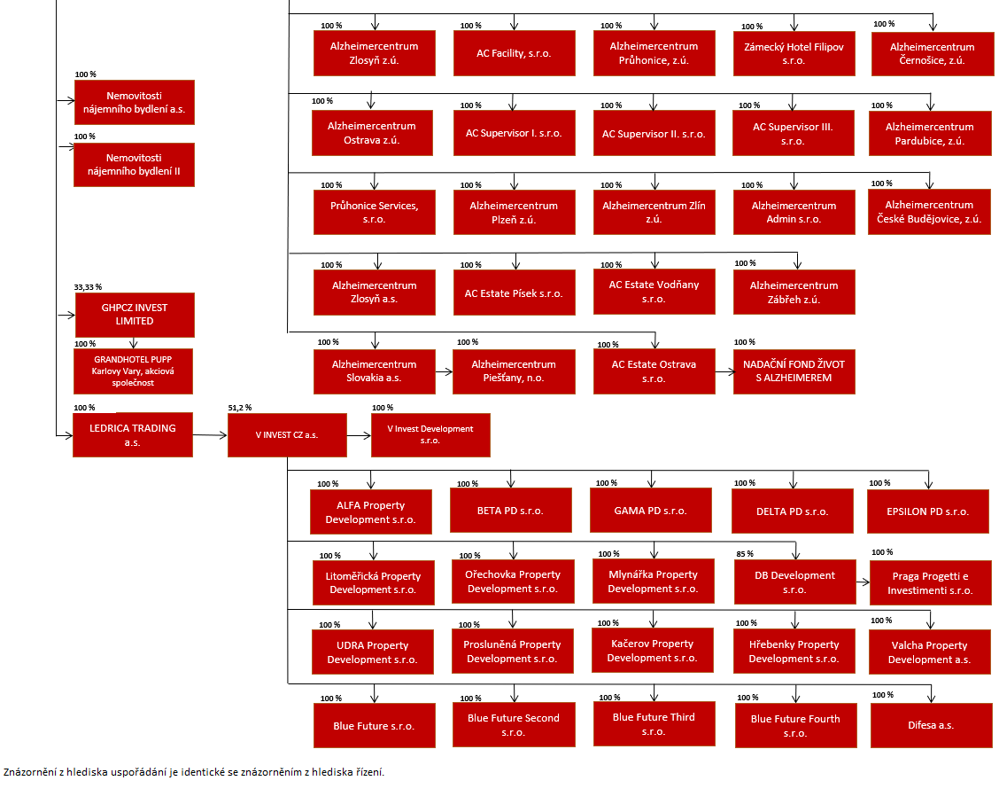 100 %
Alzheimercentrum
Zlosyň z.ú.
100 %
AC Facility, s.r.o.
100 %
Alzheimercentrum
Průhonice, z.ú.
100 %
Zámecký Hotel Filipov
s.r.o.
100 %
Alzheimercentrum
Černošice, z.ú.
100 %
Nemovitosti
nájemního bydlení a.s.
100 %
Alzheimercentrum
Ostrava z.ú.
100 %
AC Supervisor I. s.r.o.
100 %
AC Supervisor II. s.r.o.
100 %
AC Supervisor III.
s.r.o.
100 %
Alzheimercentrum
Pardubice, z.ú.
100 %
Nemovitosti
nájemního bydlení II
100 %
Průhonice Services,
s.r.o.
100 %
Alzheimercentrum
Plzeň z.ú.
100 %
Alzheimercentrum Zlín
z.ú.
100 %
Alzheimercentrum
Admin s.r.o.
100 %
Alzheimercentrum
České Budějovice, z.ú.
100 %
Alzheimercentrum
Zlosyň a.s.
100 %
AC Estate Písek s.r.o.
100 %
AC Estate Vodňany
s.r.o.
100 %
Alzheimercentrum
Zábřeh z.ú.
33,33 %
GHPCZ INVEST
LIMITED
100 %
GRANDHOTEL PUPP
Karlovy Vary, akciová
společnost
100 %
Alzheimercentrum
Slovakia a.s.
100 %
Alzheimercentrum
Piešťany, n.o.
100 %
AC Estate Ostrava
s.r.o.
100 %
NADAČNÍ FOND ŽIVOT
S ALZHEIMEREM
100 %
LEDRICA TRADING
a.s.
51,2 %
V INVEST CZ a.s.
100 %
V Invest Development
s.r.o.
100 %
ALFA Property
Development s.r.o.
100 %
BETA PD s.r.o.
100 %
GAMA PD s.r.o.
100 %
DELTA PD s.r.o.
100 %
EPSILON PD s.r.o.
100 %
Litoměřická Property
Development s.r.o.
100 %
Ořechovka Property
Development s.r.o.
100 %
Mlynářka Property
Development s.r.o.
85 %
DB Development
s.r.o.
100 %
Praga Progetti e
Investimenti s.r.o.
100 %
UDRA Property
Development s.r.o.
100 %
Prosluněná Property
Development s.r.o.
100 %
Kačerov Property
Development s.r.o.
100 %
Hřebenky Property
Development s.r.o.
100 %
Valcha Property
Development a.s.
100 %
Blue Future s.r.o.
100 %
Blue Future Second
s.r.o.
100 %
Blue Future Third
s.r.o.
100 %
Blue Future Fourth
s.r.o.
100 %
Difesa a.s.
Znázornění z hlediska uspořádání je identické se znázorněním z hlediska řízení.